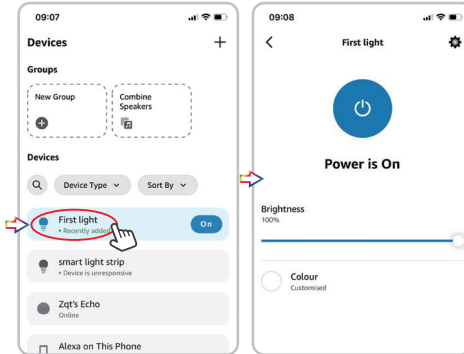 09:07
Devices
Groups
New Group
Combine
Speakers
Devices
Device Type
Sort By
First light
• Recently added
On
smart light strip
• Device is unresponsive
Zqt's Echo
Online
Alexa on This Phone
09:08
First light
Power is On
Brightness
100%
Colour
Customised